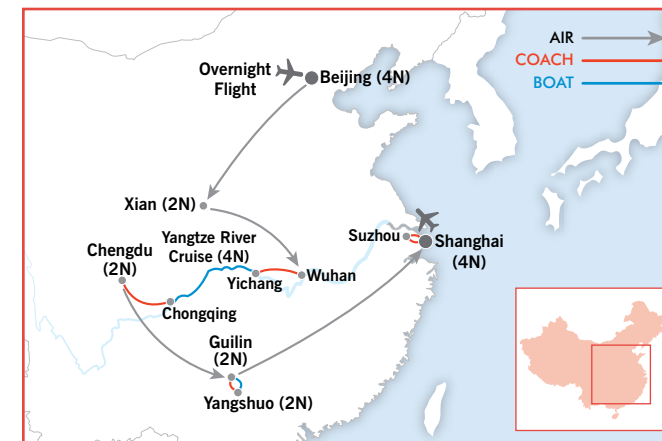 AIR
COACH
BOAT
Overnight
Flight
Beijing (4N)
Xian (2N)
Chengdu
(2N)
Yangtze River
Cruise (4N)
Yichang
Wuhan
Chongqing
Suzhou
Shanghai
(4N)
Guilin
(2N)
Yangshuo (2N)